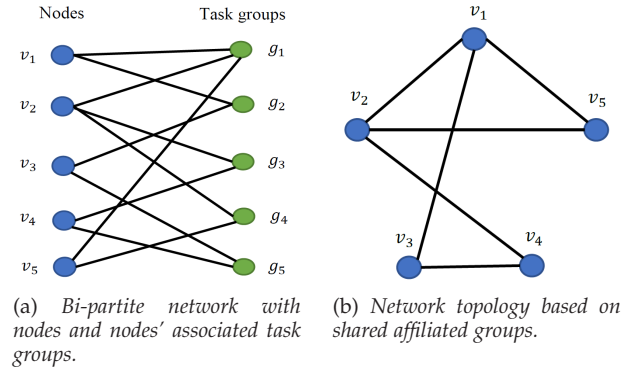 Nodes
Task groups
v1
v2
v3
v4
v5
g1
g2
g3
g4
g5
(a) Bi-partite network with
nodes and nodes' associated task
groups.
v1
v2
v5
v3
v4
(b) Network topology based on
shared affiliated groups.